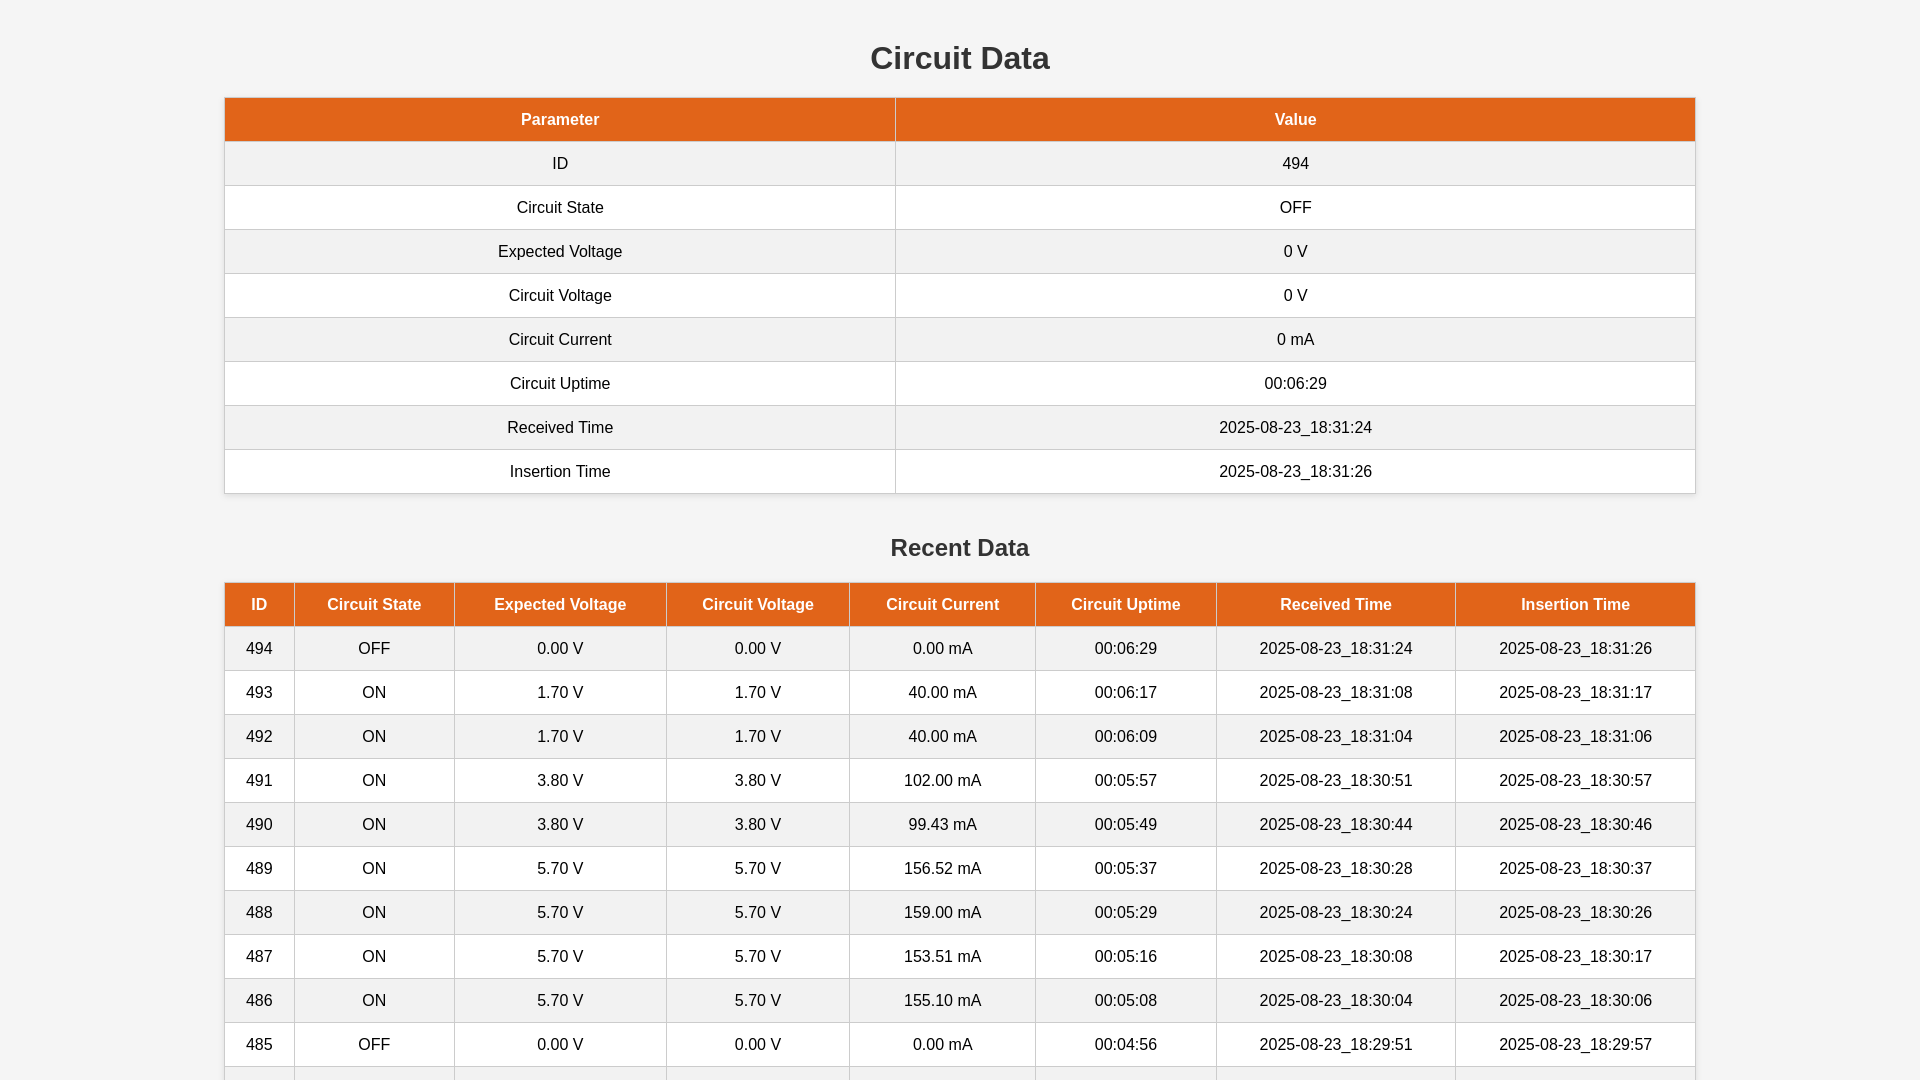 Circuit Data
Parameter Value
ID 494
Circuit State OFF
Expected Voltage 0 V
Circuit Voltage 0 V
Circuit Current 0 mA
Circuit Uptime 00:06:29
Received Time 2025-08-23_18:31:24
Insertion Time 2025-08-23_18:31:26
Recent Data
ID Circuit State Expected Voltage Circuit Voltage Circuit Current Circuit Uptime Received Time Insertion Time
494 OFF 0.00 V 0.00 V 0.00 mA 00:06:29 2025-08-23_18:31:24 2025-08-23_18:31:26
493 ON 1.70 V 1.70 V 40.00 mA 00:06:17 2025-08-23_18:31:08 2025-08-23_18:31:17
492 ON 1.70 V 1.70 V 40.00 mA 00:06:09 2025-08-23_18:31:04 2025-08-23_18:31:06
491 ON 3.80 V 3.80 V 102.00 mA 00:05:57 2025-08-23_18:30:51 2025-08-23_18:30:57
490 ON 3.80 V 3.80 V 99.43 mA 00:05:49 2025-08-23_18:30:44 2025-08-23_18:30:46
489 ON 5.70 V 5.70 V 156.52 mA 00:05:37 2025-08-23_18:30:28 2025-08-23_18:30:37
488 ON 5.70 V 5.70 V 159.00 mA 00:05:29 2025-08-23_18:30:24 2025-08-23_18:30:26
487 ON 5.70 V 5.70 V 153.51 mA 00:05:16 2025-08-23_18:30:08 2025-08-23_18:30:17
486 ON 5.70 V 5.70 V 155.10 mA 00:05:08 2025-08-23_18:30:04 2025-08-23_18:30:06
485 OFF 0.00 V 0.00 V 0.00 mA 00:04:56 2025-08-23_18:29:51 2025-08-23_18:29:57